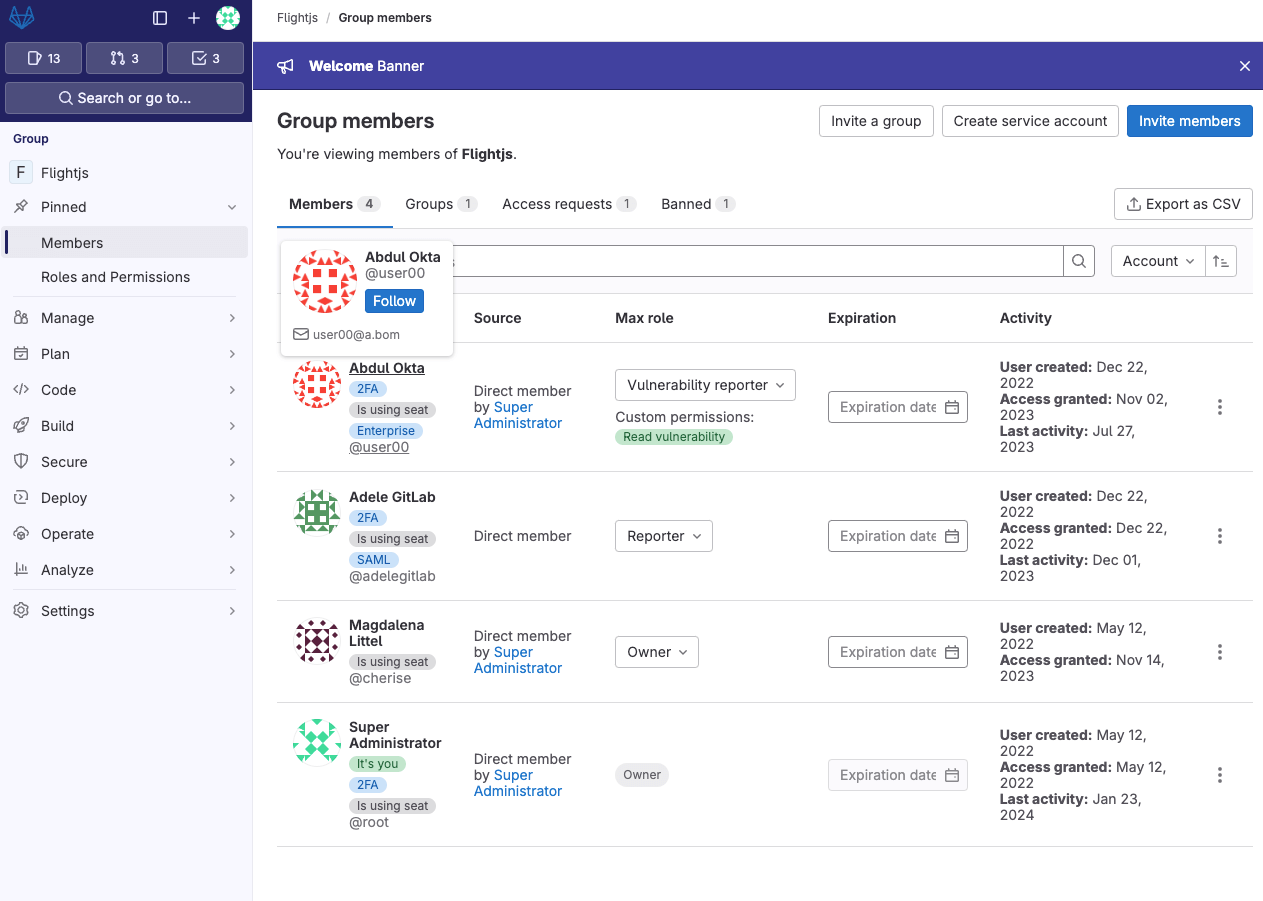 13
3
3
Search or go to...
Group
F Flightjs
Pinned
Members
Roles and Permissions
Manage
Plan
Code
Build
Secure
Deploy
Operate
Analyze
Settings
Flightjs / Group members
Welcome Banner
Group members
Invite a group
Create service account
Invite members
You're viewing members of Flightjs.
Members 4
Groups 1
Access requests 1
Banned 1
Export as CSV
Abdul Okta
@user00
Follow
user00@a.bom
Account
Source
Max role
Expiration
Activity
Abdul Okta
2FA
Is using seat
Enterprise
@user00
Direct member
by Super
Administrator
Vulnerability reporter
Custom permissions:
Read vulnerability
Expiration date
User created: Dec 22,
2022
Access granted: Nov 02,
2023
Last activity: Jul 27,
2023
Adele GitLab
2FA
Is using seat
SAML
@adelegitlab
Direct member
Reporter
Expiration date
User created: Dec 22,
2022
Access granted: Dec 22,
2022
Last activity: Dec 01,
2023
Magdalena
Littel
Is using seat
@cherise
Direct member
by Super
Administrator
Owner
Expiration date
User created: May 12,
2022
Access granted: Nov 14,
2023
Super
Administrator
It's you
2FA
Is using seat
@root
Direct member
by Super
Administrator
Owner
Expiration date
User created: May 12,
2022
Access granted: May 12,
2022
Last activity: Jan 23,
2024